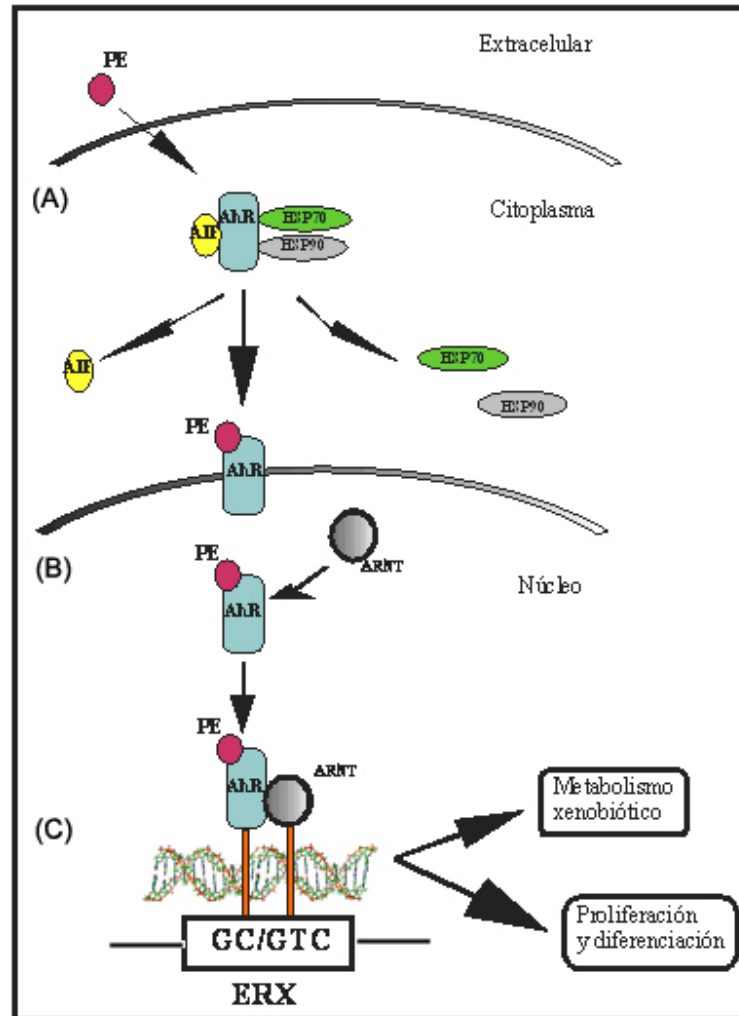 PE
Extracelular
(A)
AhR
HSP70
AIP
HSP90
Citoplasma
AIP
HSP70
HSP90
PE
AhR
(B)
PE
ARNT
Núcleo
AhR
PE
ARNT
AhR
Metabolismo
xenobiótico
(C)
GC/GTC
Proliferación
y diferenciación
ERX